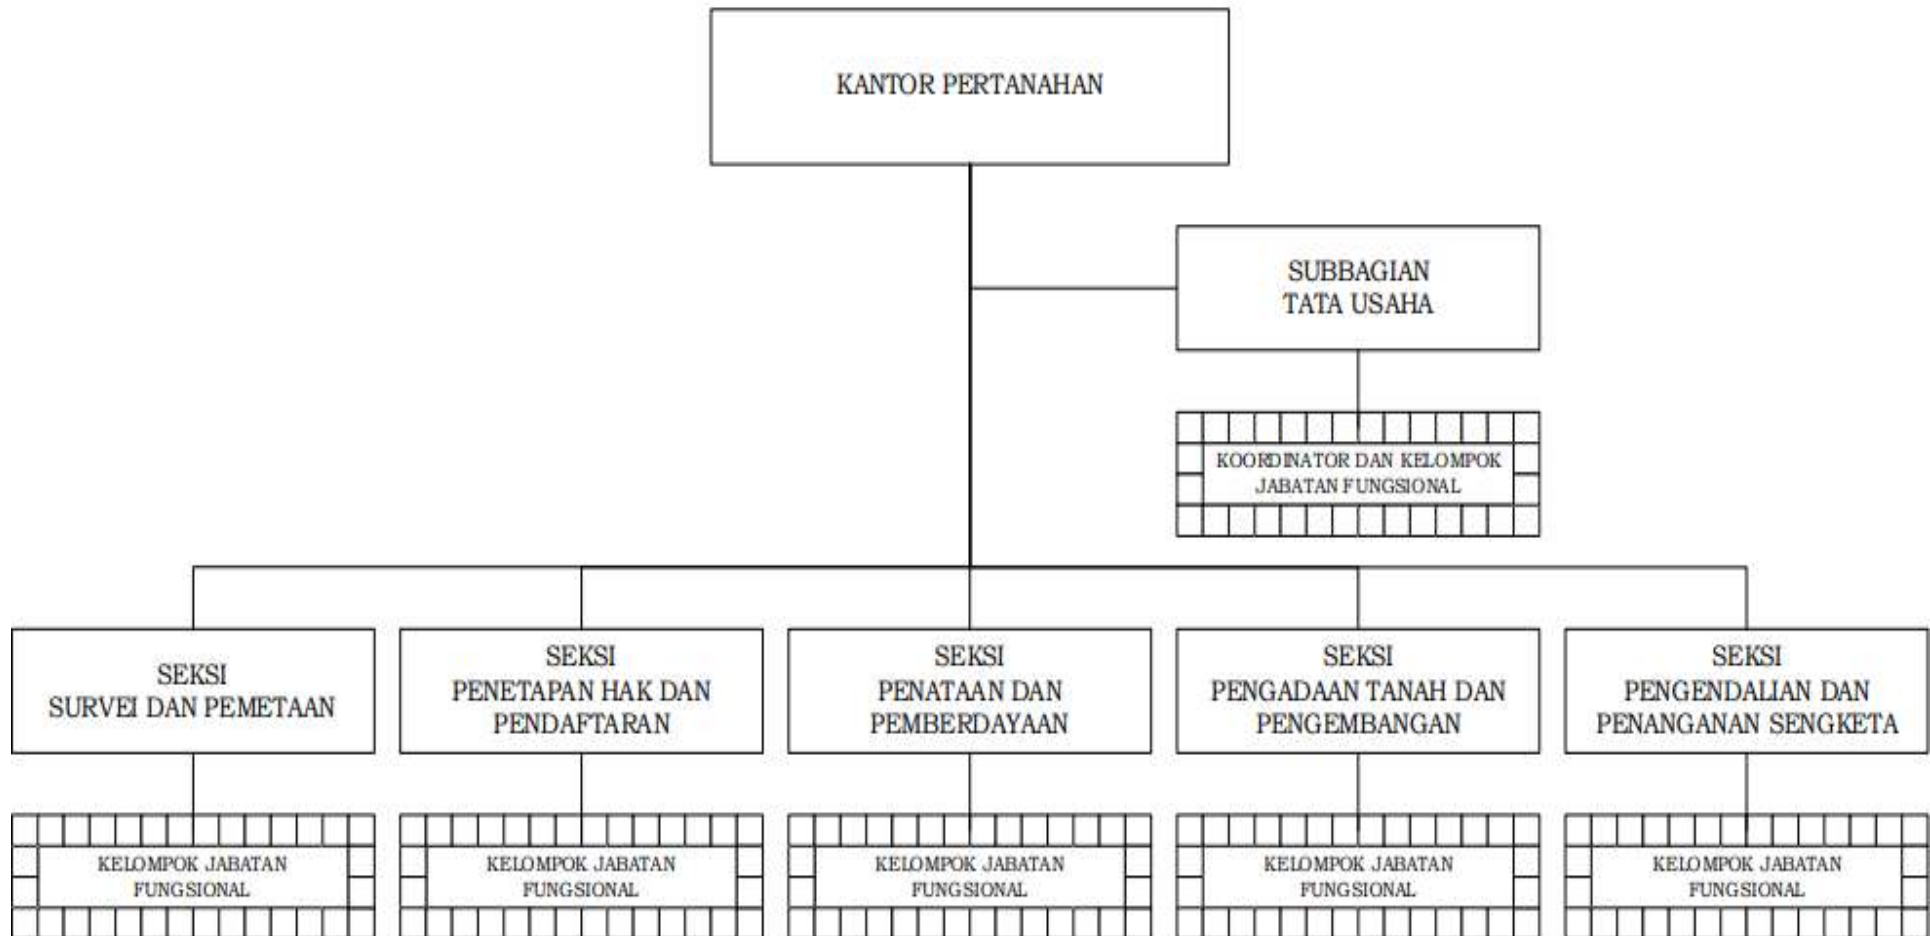 KANTOR PERTANAHAN
SUBBAGIAN
TATA USAHA
KOORDINATOR DAN KELOMPOK
JABATAN FUNGSIONAL
SEKSI
SURVEI DAN PEMETAAN
SEKSI
PENETAPAN HAK DAN
PENDAFTARAN
SEKSI
PENATAAN DAN
PEMBERDAYAAN
SEKSI
PENGADAAN TANAH DAN
PENGEMBANGAN
SEKSI
PENGENDALIAN DAN
PENANGANAN SENGKETA
KELOMPOK JABATAN
FUNGSIONAL
KELOMPOK JABATAN
FUNGSIONAL
KELOMPOK JABATAN
FUNGSIONAL
KELOMPOK JABATAN
FUNGSIONAL
KELOMPOK JABATAN
FUNGSIONAL